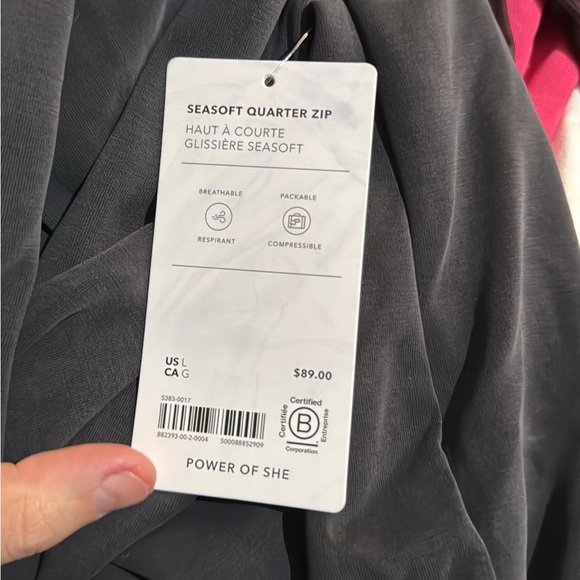 SEASOFT QUARTER ZIP
HAUT À COURTE
GLISSIÈRE SEASOFT
BREATHABLE
PACKABLE
RESPIRANT
COMPRESSIBLE
US L
CA G
$89.00
S383-0017
882393-00-2-0004 500088852909
Certified
Certifiée
B
Entreprise
Corporation
POWER OF SHE